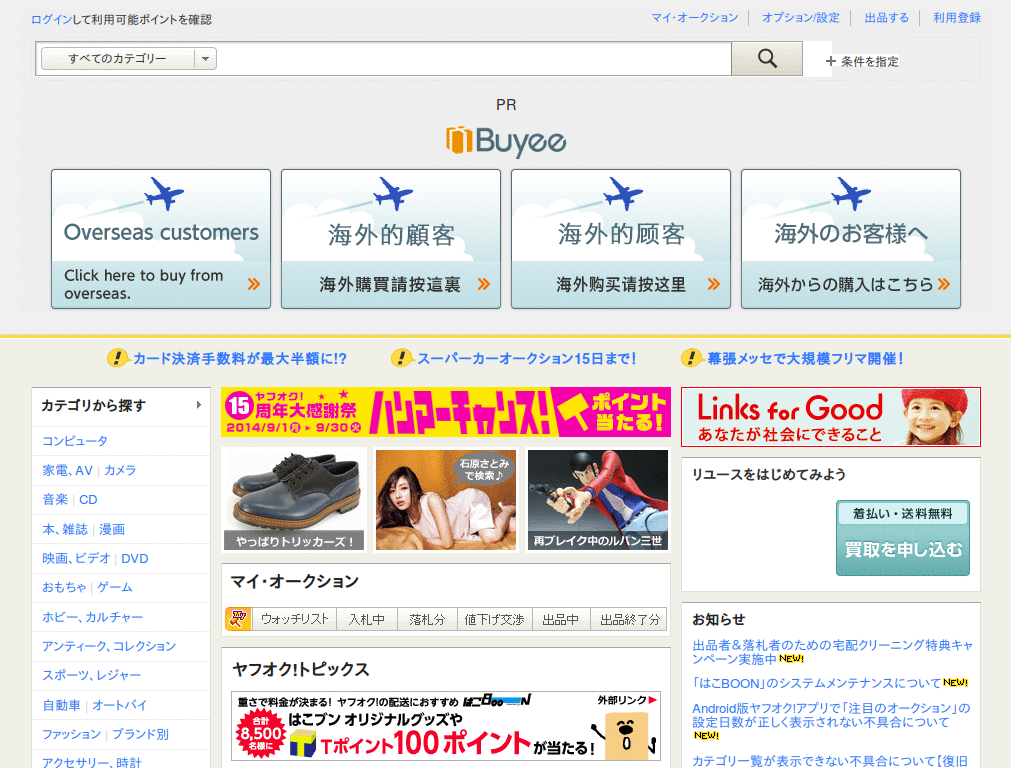 ログインして利用可能ポイントを確認
マイ・オークション オプション/設定 出品する 利用登録
すべてのカテゴリー
+ 条件を指定
PR
Buyee
Overseas customers
Click here to buy from
overseas.
海外的顧客
海外購買請按這裏
海外的顾客
海外购买请按这里
海外のお客様へ
海外からの購入はこちら
カード決済手数料が最大半額に!?
スーパーカーオークション15日まで!
幕張メッセで大規模フリマ開催!
カテゴリから探す
コンピュータ
家電、AV | カメラ
音楽 | CD
本、雑誌 | 漫画
映画、ビデオ | DVD
おもちゃ | ゲーム
ホビー、カルチャー
アンティーク、コレクション
スポーツ、レジャー
自動車 | オートバイ
ファッション | ブランド別
アクセサリー、時計
ヤフオク!
15周年大感謝祭
2014/9/1月 9/30火
ハンマーチャンス!
ポイント
当たる!
やっぱりトリッカーズ！
石原さとみ
で検索♪
再ブレイク中のルパン三世
マイ・オークション
ウォッチリスト 入札中 落札分 値下げ交渉 出品中 出品終了分
ヤフオク!トピックス
重さで料金が決まる! ヤフオク!の配送におすすめ はこBOON 外部リンク
合計
8,500
名様に
はこブン オリジナルグッズや
Tポイント100ポイントが当たる!
Links for Good
あなたが社会にできること
リユースをはじめてみよう
着払い・送料無料
買取を申し込む
お知らせ
出品者&落札者のための宅配クリーニング特典キャ
ンペーン実施中 NEW!
「はこBOON」のシステムメンテナンスについて NEW!
Android版ヤフオク!アプリで「注目のオークション」の
設定日数が正しく表示されない不具合について
NEW!
カテゴリ一覧が表示できない不具合について【復旧